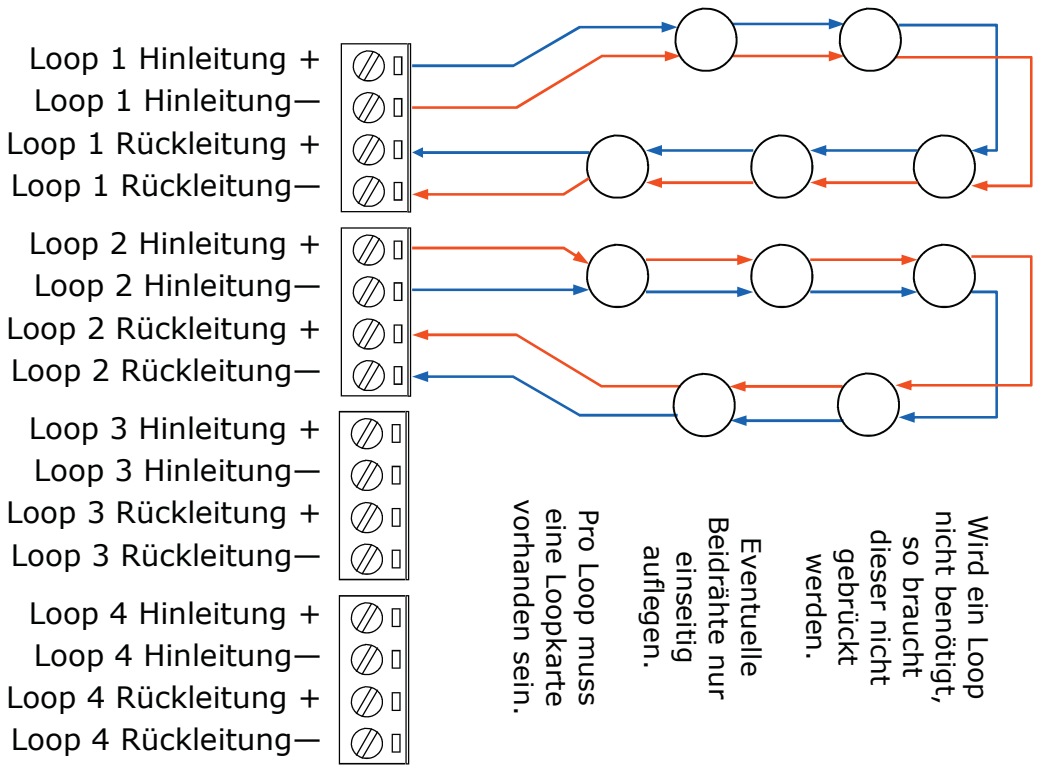 Loop 1 Hinleitung +
Loop 1 Hinleitung—
Loop 1 Rückleitung +
Loop 1 Rückleitung—
Loop 2 Hinleitung +
Loop 2 Hinleitung—
Loop 2 Rückleitung +
Loop 2 Rückleitung—
Loop 3 Hinleitung +
Loop 3 Hinleitung—
Loop 3 Rückleitung +
Loop 3 Rückleitung—
Loop 4 Hinleitung +
Loop 4 Hinleitung—
Loop 4 Rückleitung +
Loop 4 Rückleitung—
Wird ein Loop
nicht benötigt,
so braucht
dieser nicht
gebrückt
werden.
Eventuelle
Beidrähte nur
einseitig
auflegen.
Pro Loop muss
eine Loopkarte
vorhanden sein.